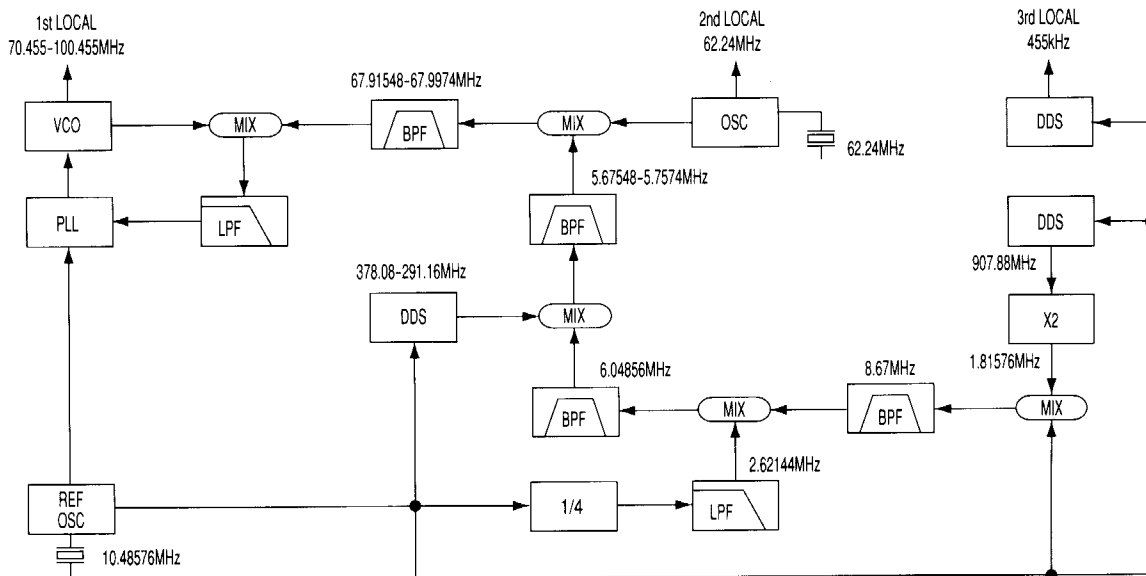 1st LOCAL
70.455-100.455MHz
2nd LOCAL
62.24MHz
3rd LOCAL
455kHz
67.91548-67.9974MHz
VCO
MIX
BPF
MIX
OSC
DDS
62.24MHz
5.67548-5.7574MHz
PLL
LPF
BPF
DDS
907.88MHz
378.08-291.16MHz
DDS
MIX
X2
6.04856MHz
8.67MHz
1.81576MHz
BPF
MIX
BPF
MIX
2.62144MHz
REF
OSC
1/4
LPF
10.48576MHz